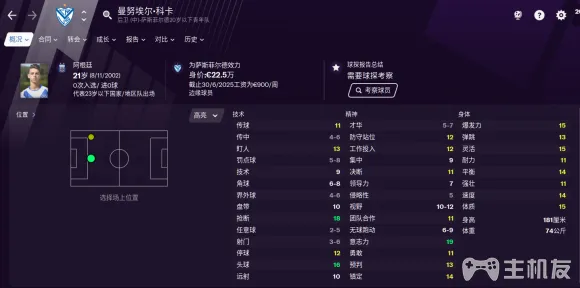 曼努埃尔·科卡
后卫 (中)·萨斯菲尔德20岁以下青年队
概况 合同 转会 成长 报告 对比 历史
阿根廷
21岁 (8/11/2002)
0次入选/进0球
代表23岁以下国家/地区队出场
为萨斯菲尔德效力
身价:€22.5万
截止30/6/2025工资为€900/周
边缘球员
球探报告总结
需要球探考察
考察球员
位置
选择场上位置
高亮
技术
传球 11
传中 4-6
盯人 13
罚点球 5-8
技术 9
角球 6-8
界外球 4-6
盘带 10
抢断 18
任意球 2-5
射门 3-6
停球 12
头球 16
远射 10
精神
才华 5-7
防守站位 12
工作投入 12
集中 9
决断 11
领导力 7
侵略性 5
视野 10-12
团队合作 11
无球跑动 6-9
意志力 19
勇敢 11
预判 13
镇定 14
身体
爆发力 15
弹跳 13
灵活 15
耐力 11
平衡 14
强壮 11
速度 14
体质 15
身高 181厘米
体重 74公斤
主机友